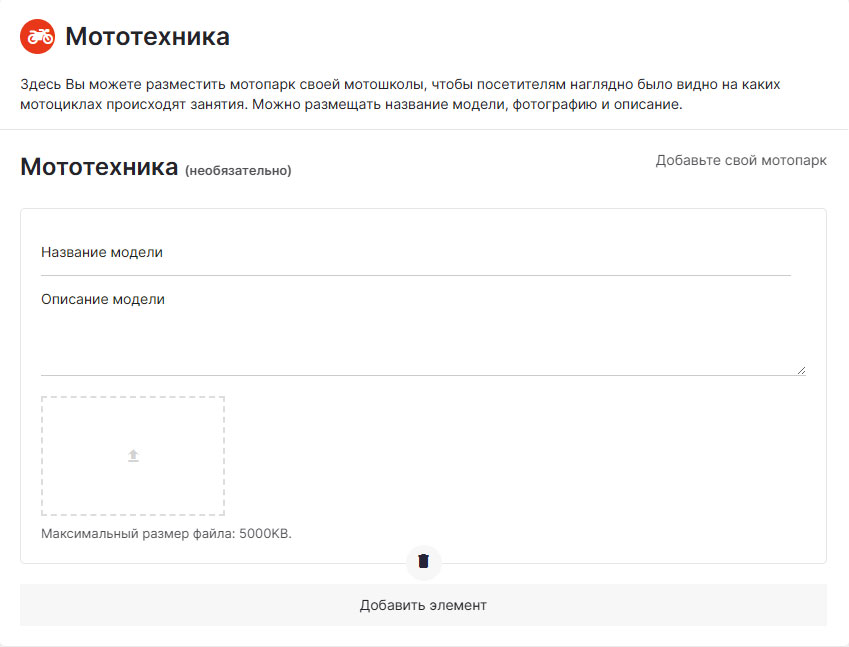 Мототехника
Здесь Вы можете разместить мотопарк своей мотошколы, чтобы посетителям наглядно было видно на каких
мотоциклах происходят занятия. Можно размещать название модели, фотографию и описание.
Мототехника (необязательно)
Добавьте свой мотопарк
Название модели
Описание модели
Максимальный размер файла: 5000KB.
Добавить элемент